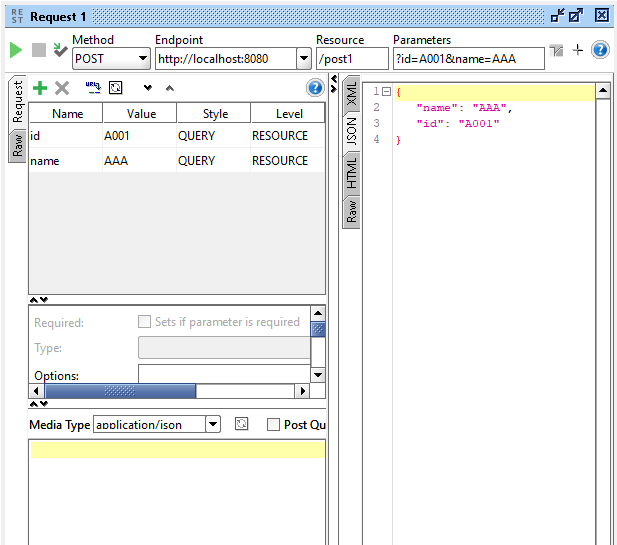 RE
ST
Request 1
Method
Endpoint
Resource
Parameters
POST
http://localhost:8080
/post1
?id=A001&name=AAA
Request
Raw
URL
Name Value Style Level
id A001 QUERY RESOURCE
name AAA QUERY RESOURCE
Required: Sets if parameter is required
Type:
Options:
Media Type application/json Post Qu
XML
JSON
HTML
Raw
1 {
2 "name": "AAA",
3 "id": "A001"
4 }